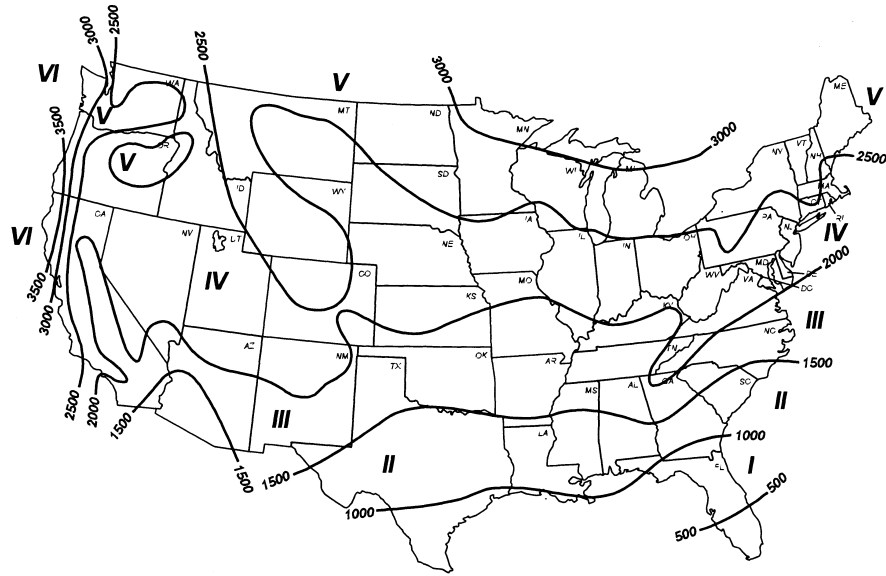 3000
2500
2500
VI
V
3000
V
ME
WA
V
MT
ND
MN
3500
3000
VT
NH
2500
V
OR
WI
MI
NY
SD
MA
ID
WY
RI
CA
IA
PA
NJ
VI
NV
UT
NE
IL
IN
OH
IV
MD
DE
2000
IV
CO
WV
VA
DC
3500
MO
3000
KS
KY
III
NC
AZ
NM
OK
TN
TX
AR
1500
2500
2000
1500
MS
AL
GA
SC
II
III
LA
1000
II
I
1500
1500
FL
500
1000
500